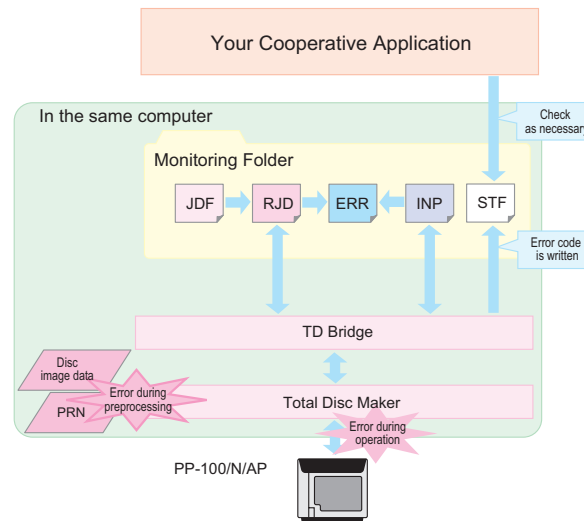 Your Cooperative Application
In the same computer
Check
as necessary
Monitoring Folder
JDF
RJD
ERR
INP
STF
Error code
is written
TD Bridge
Disc
image data
Error during
preprocessing
PRN
Total Disc Maker
Error during
operation
PP-100/N/AP